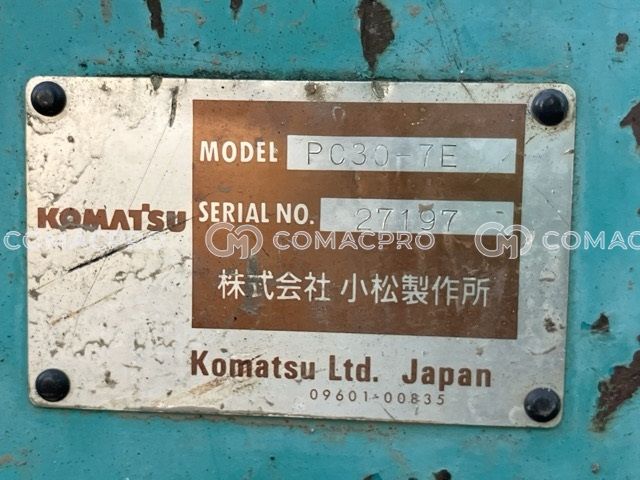 MODEL PC30-7E
KOMATSU
SERIAL NO. 27197
COMACPRO COMACPRO COMACPRO
株式会社 小松製作所
Komatsu Ltd. Japan
09601-00835